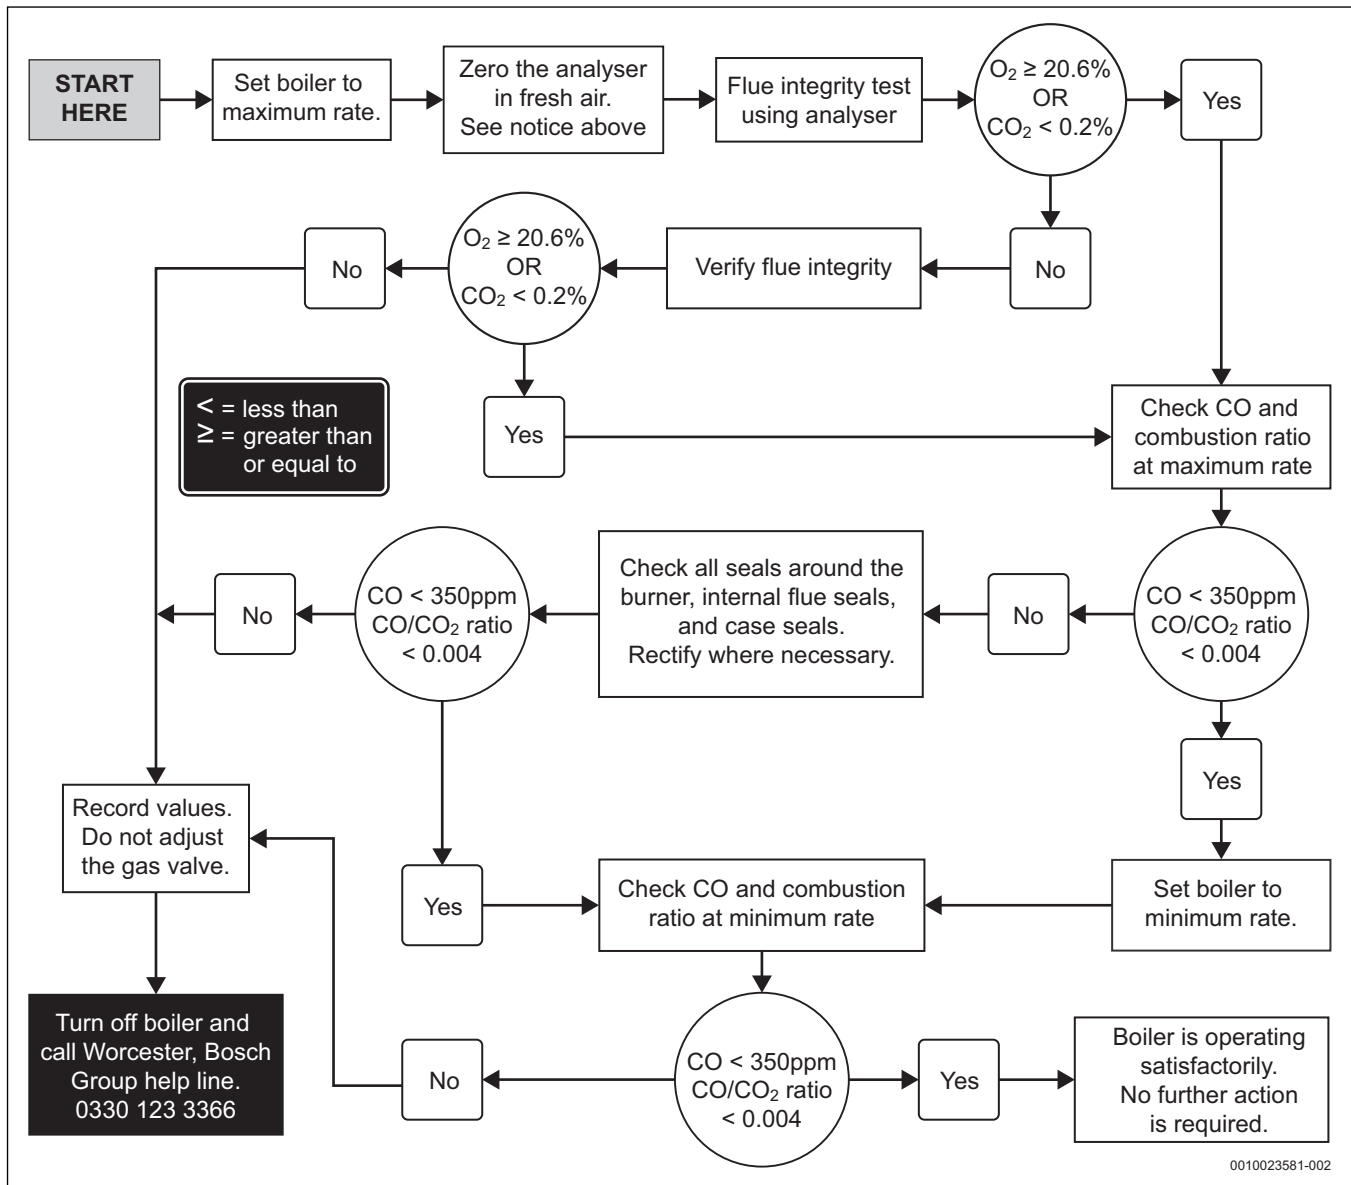 START
HERE
Set boiler to
maximum rate.
Zero the analyser
in fresh air.
See notice above
Flue integrity test
using analyser
O₂ ≥ 20.6%
OR
CO₂ < 0.2%
Yes
No
Verify flue integrity
O₂ ≥ 20.6%
OR
CO₂ < 0.2%
No
Yes
< = less than
≥ = greater than
or equal to
Check CO and
combustion ratio
at maximum rate
CO < 350ppm
CO/CO₂ ratio
< 0.004
No
Check all seals around the
burner, internal flue seals,
and case seals.
Rectify where necessary.
CO < 350ppm
CO/CO₂ ratio
< 0.004
No
Yes
Yes
Set boiler to
minimum rate.
Check CO and combustion
ratio at minimum rate
Record values.
Do not adjust
the gas valve.
Turn off boiler and
call Worcester, Bosch
Group help line.
0330 123 3366
No
CO < 350ppm
CO/CO₂ ratio
< 0.004
Yes
Boiler is operating
satisfactorily.
No further action
is required.
0010023581-002